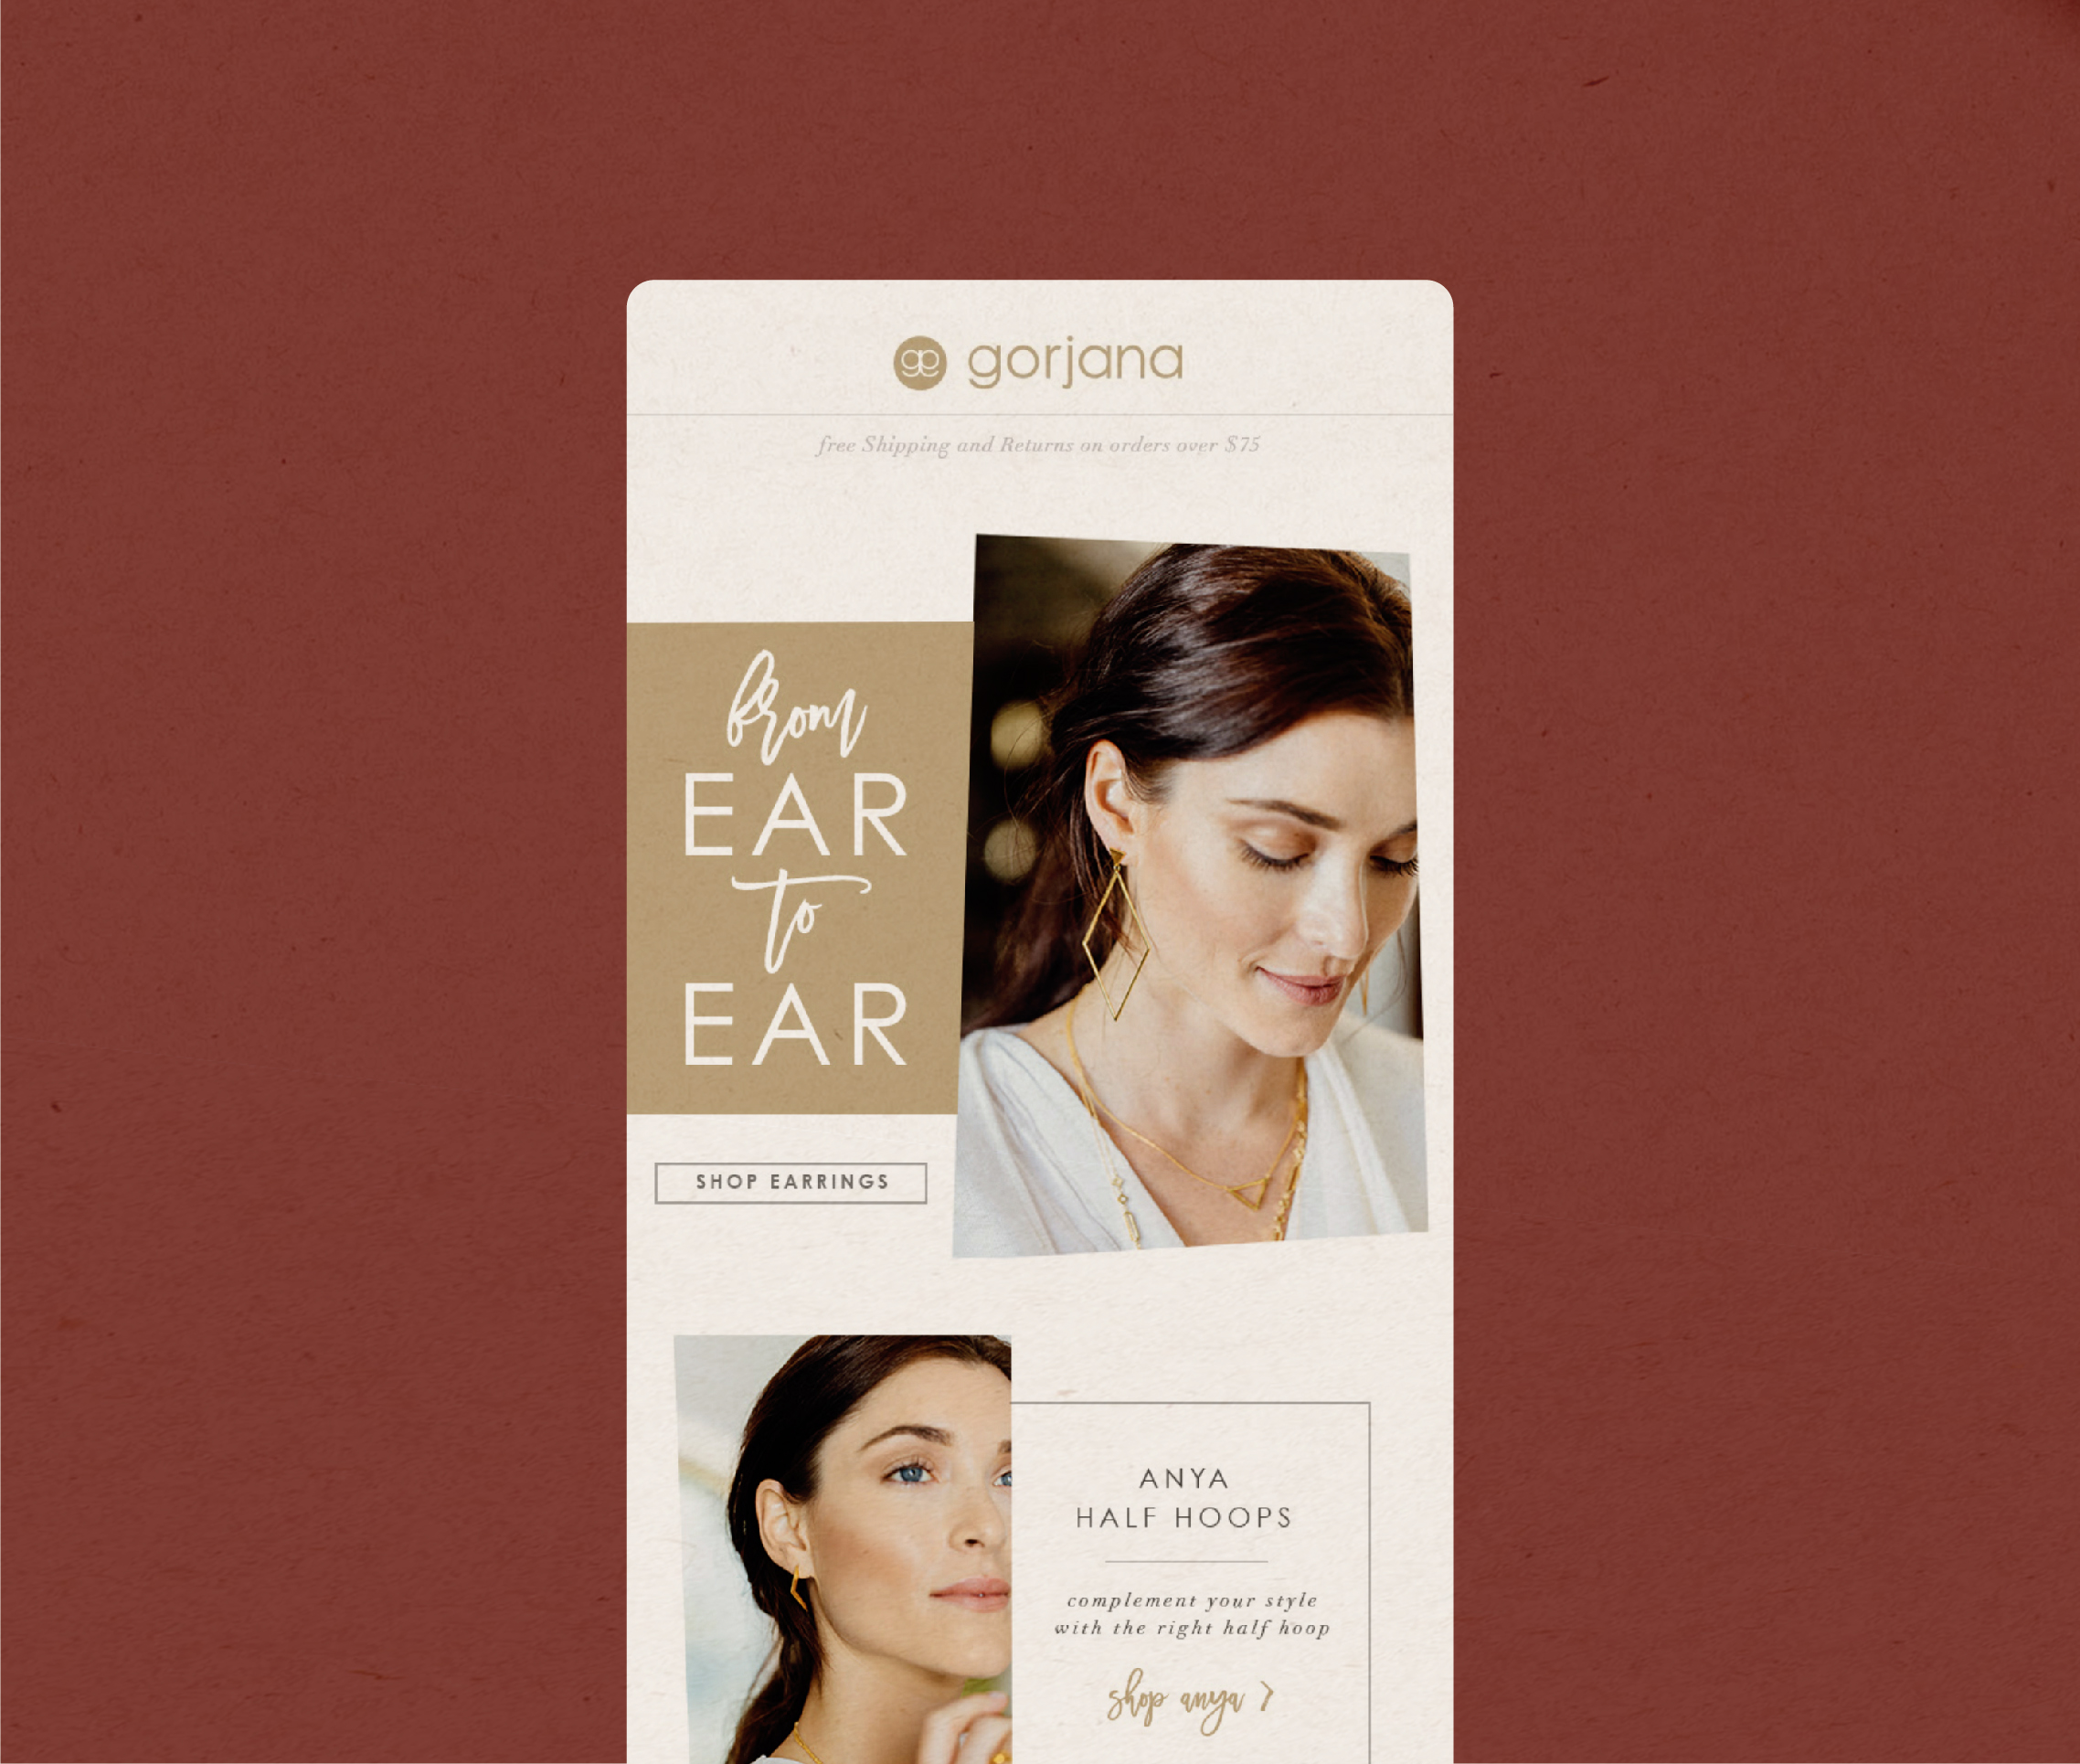 ge gorjana
free Shipping and Returns on orders over $75
from
EAR
to
EAR
SHOP EARRINGS
ANYA
HALF HOOPS
complement your style
with the right half hoop
shop anya >